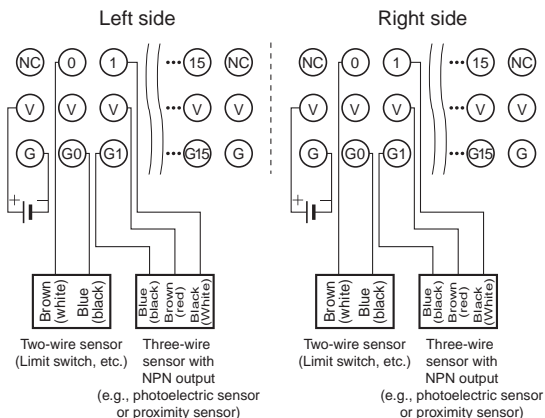 Left side Right side
NC 0 1 ••• 15 NC NC 0 1 ••• 15 NC
V V V ••• V V V V V ••• V V
G G0 G1 ••• G15 G G G0 G1 ••• G15 G
+ − + −
Brown (white) Blue (black) Blue (black) Brown (red) Black (White) Brown (white) Blue (black) Blue (black) Brown (red) Black (White)
Two-wire sensor Three-wire Two-wire sensor Three-wire
(Limit switch, etc.) sensor with (Limit switch, etc.) sensor with
NPN output NPN output
(e.g., photoelectric sensor (e.g., photoelectric sensor
or proximity sensor) or proximity sensor)